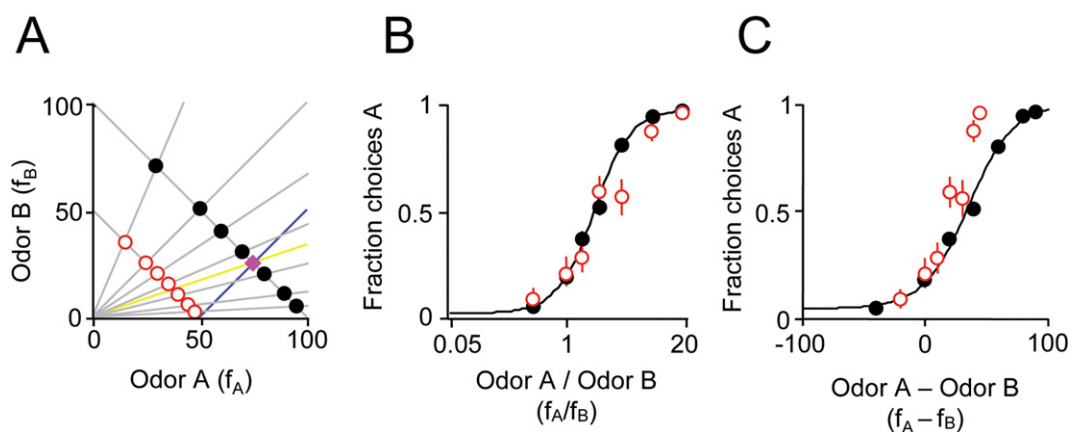 A
B
C
100
50
0
0
50
100
Odor B (fB)
Odor A (fA)
1
0.5
0
0.05
1
20
Fraction choices A
Odor A / Odor B
(fA/fB)
1
0.5
0
-100
0
100
Fraction choices A
Odor A – Odor B
(fA – fB)